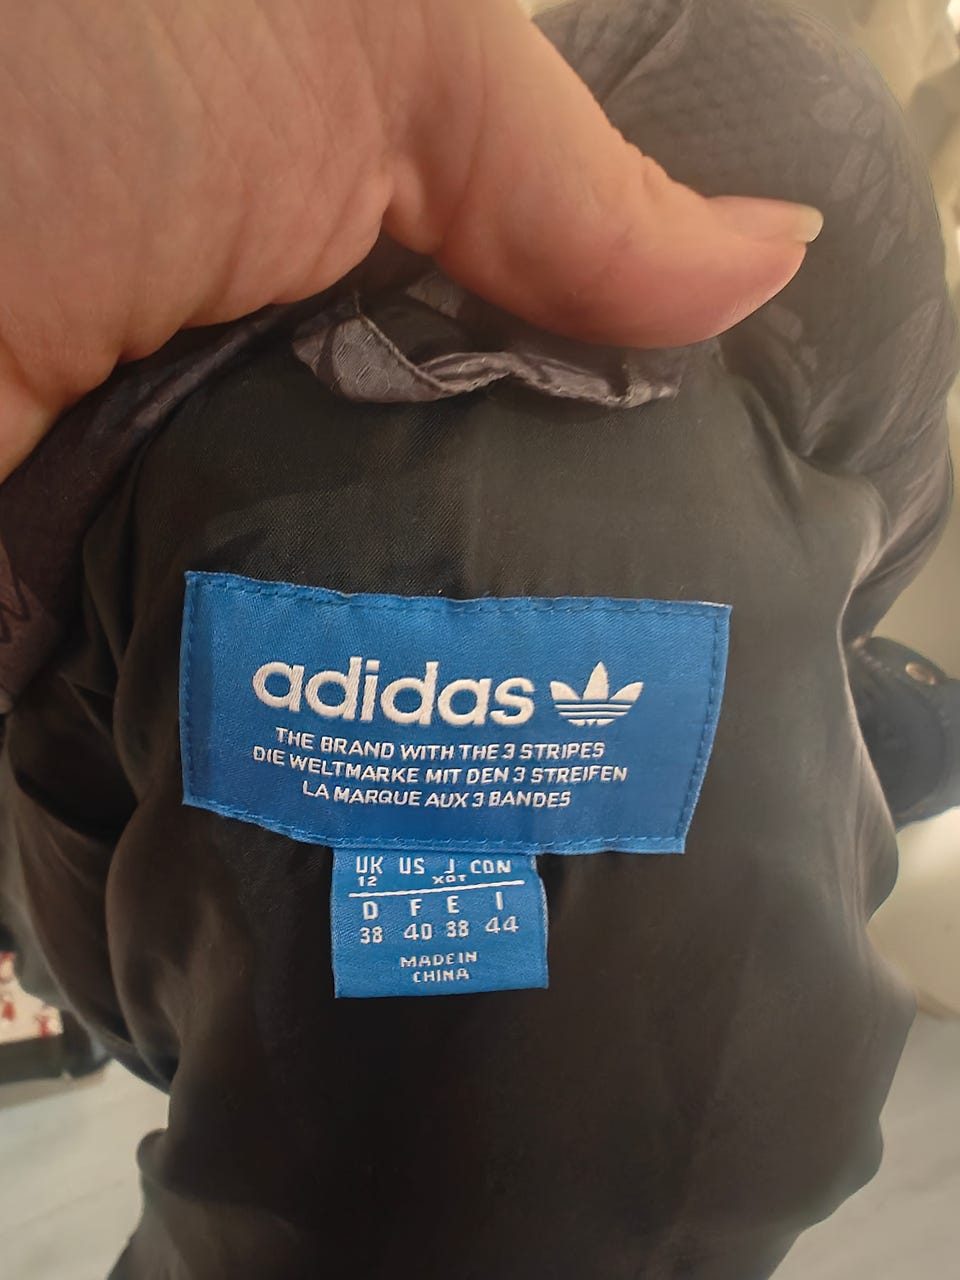 adidas
THE BRAND WITH THE 3 STRIPES
DIE WELTMARKE MIT DEN 3 STREIFEN
LA MARQUE AUX 3 BANDES
UK US J CDN
12 XOT
D F E I
38 40 38 44
MADE IN
CHINA